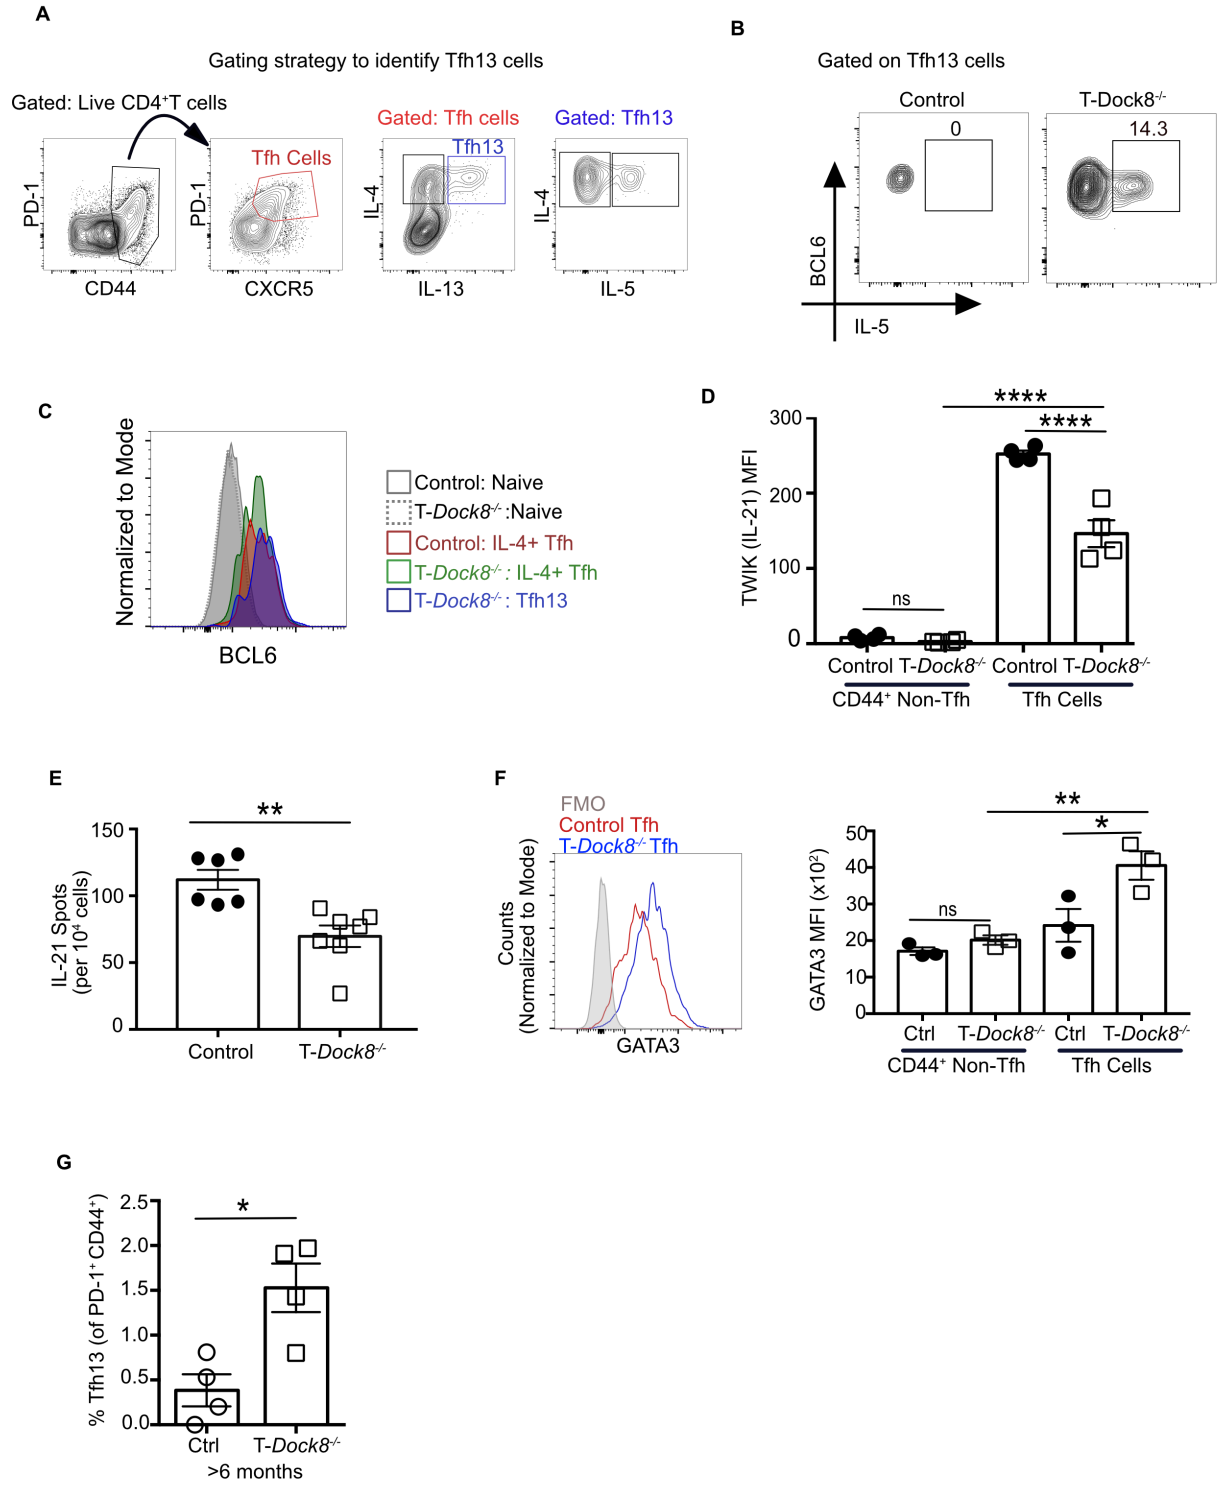 A
Gating strategy to identify Tfh13 cells
Gated: Live CD4⁺T cells
Gated: Tfh cells
Gated: Tfh13
Tfh Cells
Tfh13
PD-1
CD44
PD-1
CXCR5
IL-4
IL-13
IL-4
IL-5
B
Gated on Tfh13 cells
Control
T-Dock8⁻/⁻
0
14.3
BCL6
IL-5
C
Normalized to Mode
BCL6
Control: Naive
T-Dock8⁻/⁻ :Naive
Control: IL-4+ Tfh
T-Dock8⁻/⁻ : IL-4+ Tfh
T-Dock8⁻/⁻ : Tfh13
D
TWIK (IL-21) MFI
300
200
100
0
ns
****
****
Control T-Dock8⁻/⁻ Control T-Dock8⁻/⁻
CD44⁺ Non-Tfh
Tfh Cells
E
IL-21 Spots
(per 10⁴ cells)
150
100
50
0
**
Control
T-Dock8⁻/⁻
F
FMO
Control Tfh
T-Dock8⁻/⁻ Tfh
Counts
(Normalized to Mode)
GATA3
GATA3 MFI (x10²)
50
40
30
20
10
0
ns
**
*
Ctrl T-Dock8⁻/⁻ Ctrl T-Dock8⁻/⁻
CD44⁺ Non-Tfh
Tfh Cells
G
% Tfh13 (of PD-1⁺ CD44⁺)
2.5
2.0
1.5
1.0
0.5
0.0
*
Ctrl T-Dock8⁻/⁻
>6 months